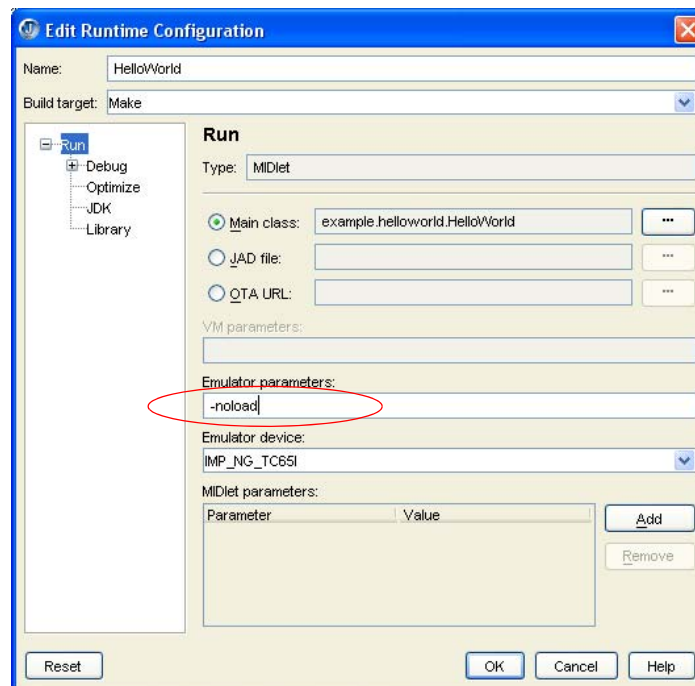 Edit Runtime Configuration
Name: HelloWorld
Build target: Make
Run
Debug
Optimize
JDK
Library
Run
Type: MIDlet
Main class: example.helloworld.HelloWorld ...
JAD file: ...
OTA URL: ...
VM parameters:
Emulator parameters:
-noload
Emulator device:
IMP_NG_TC65I
MIDlet parameters:
Parameter Value
Add
Remove
Reset OK Cancel Help